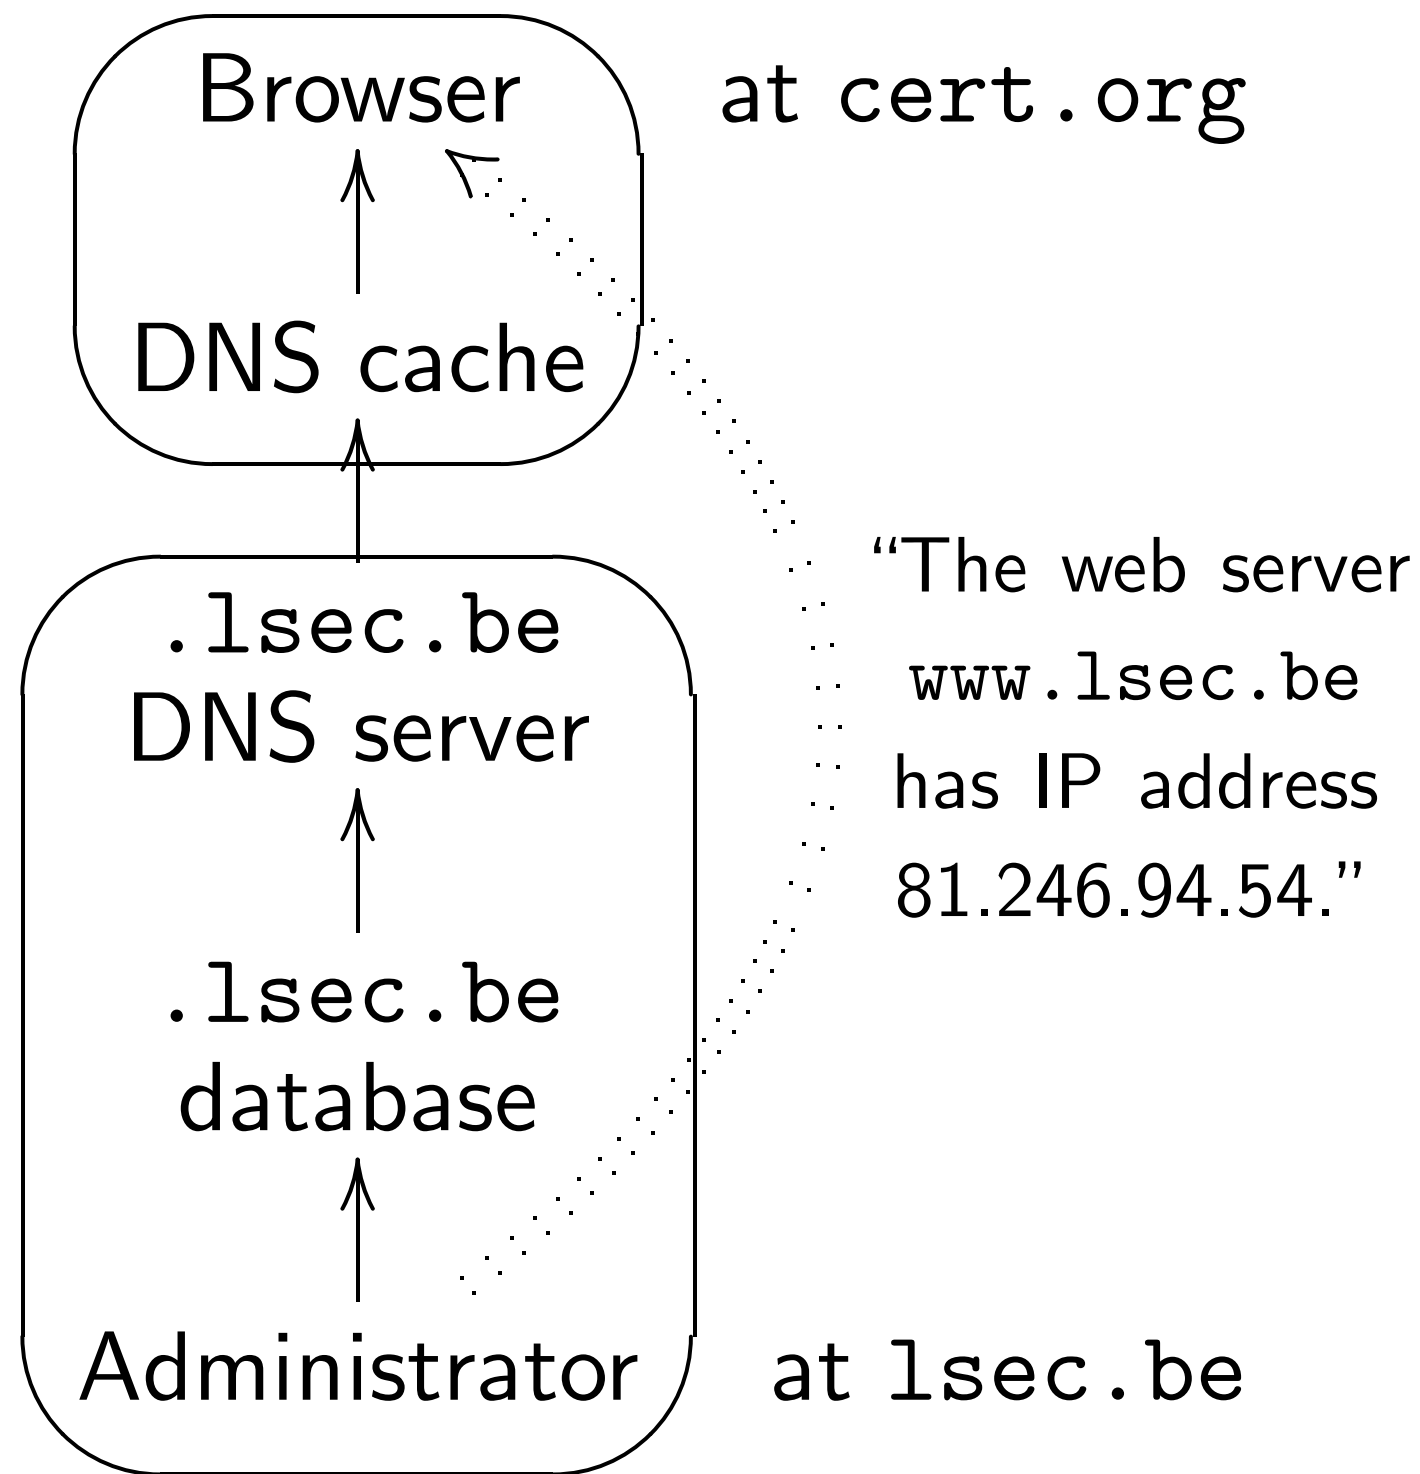 Browser at cert.org
DNS cache
.lsec.be
DNS server
“The web server
www.lsec.be
has IP address
81.246.94.54.”
.lsec.be
database
Administrator at lsec.be